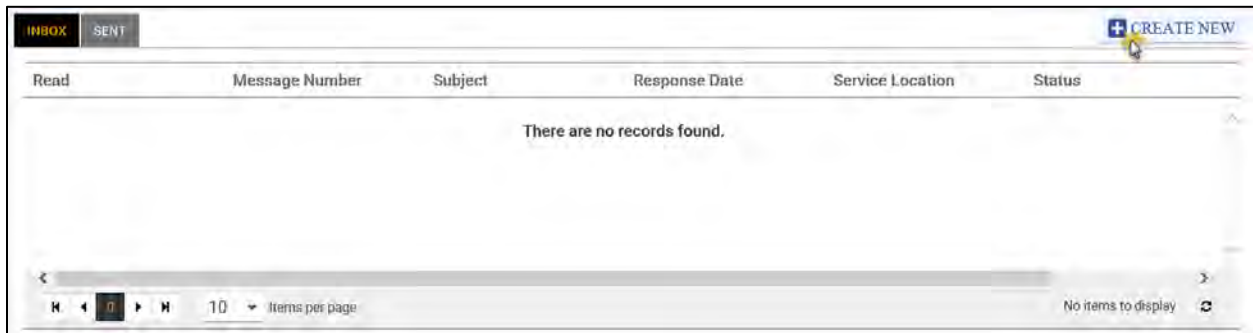 INBOX SENT CREATE NEW
Read Message Number Subject Response Date Service Location Status
There are no records found.
0 10 Items per page No items to display